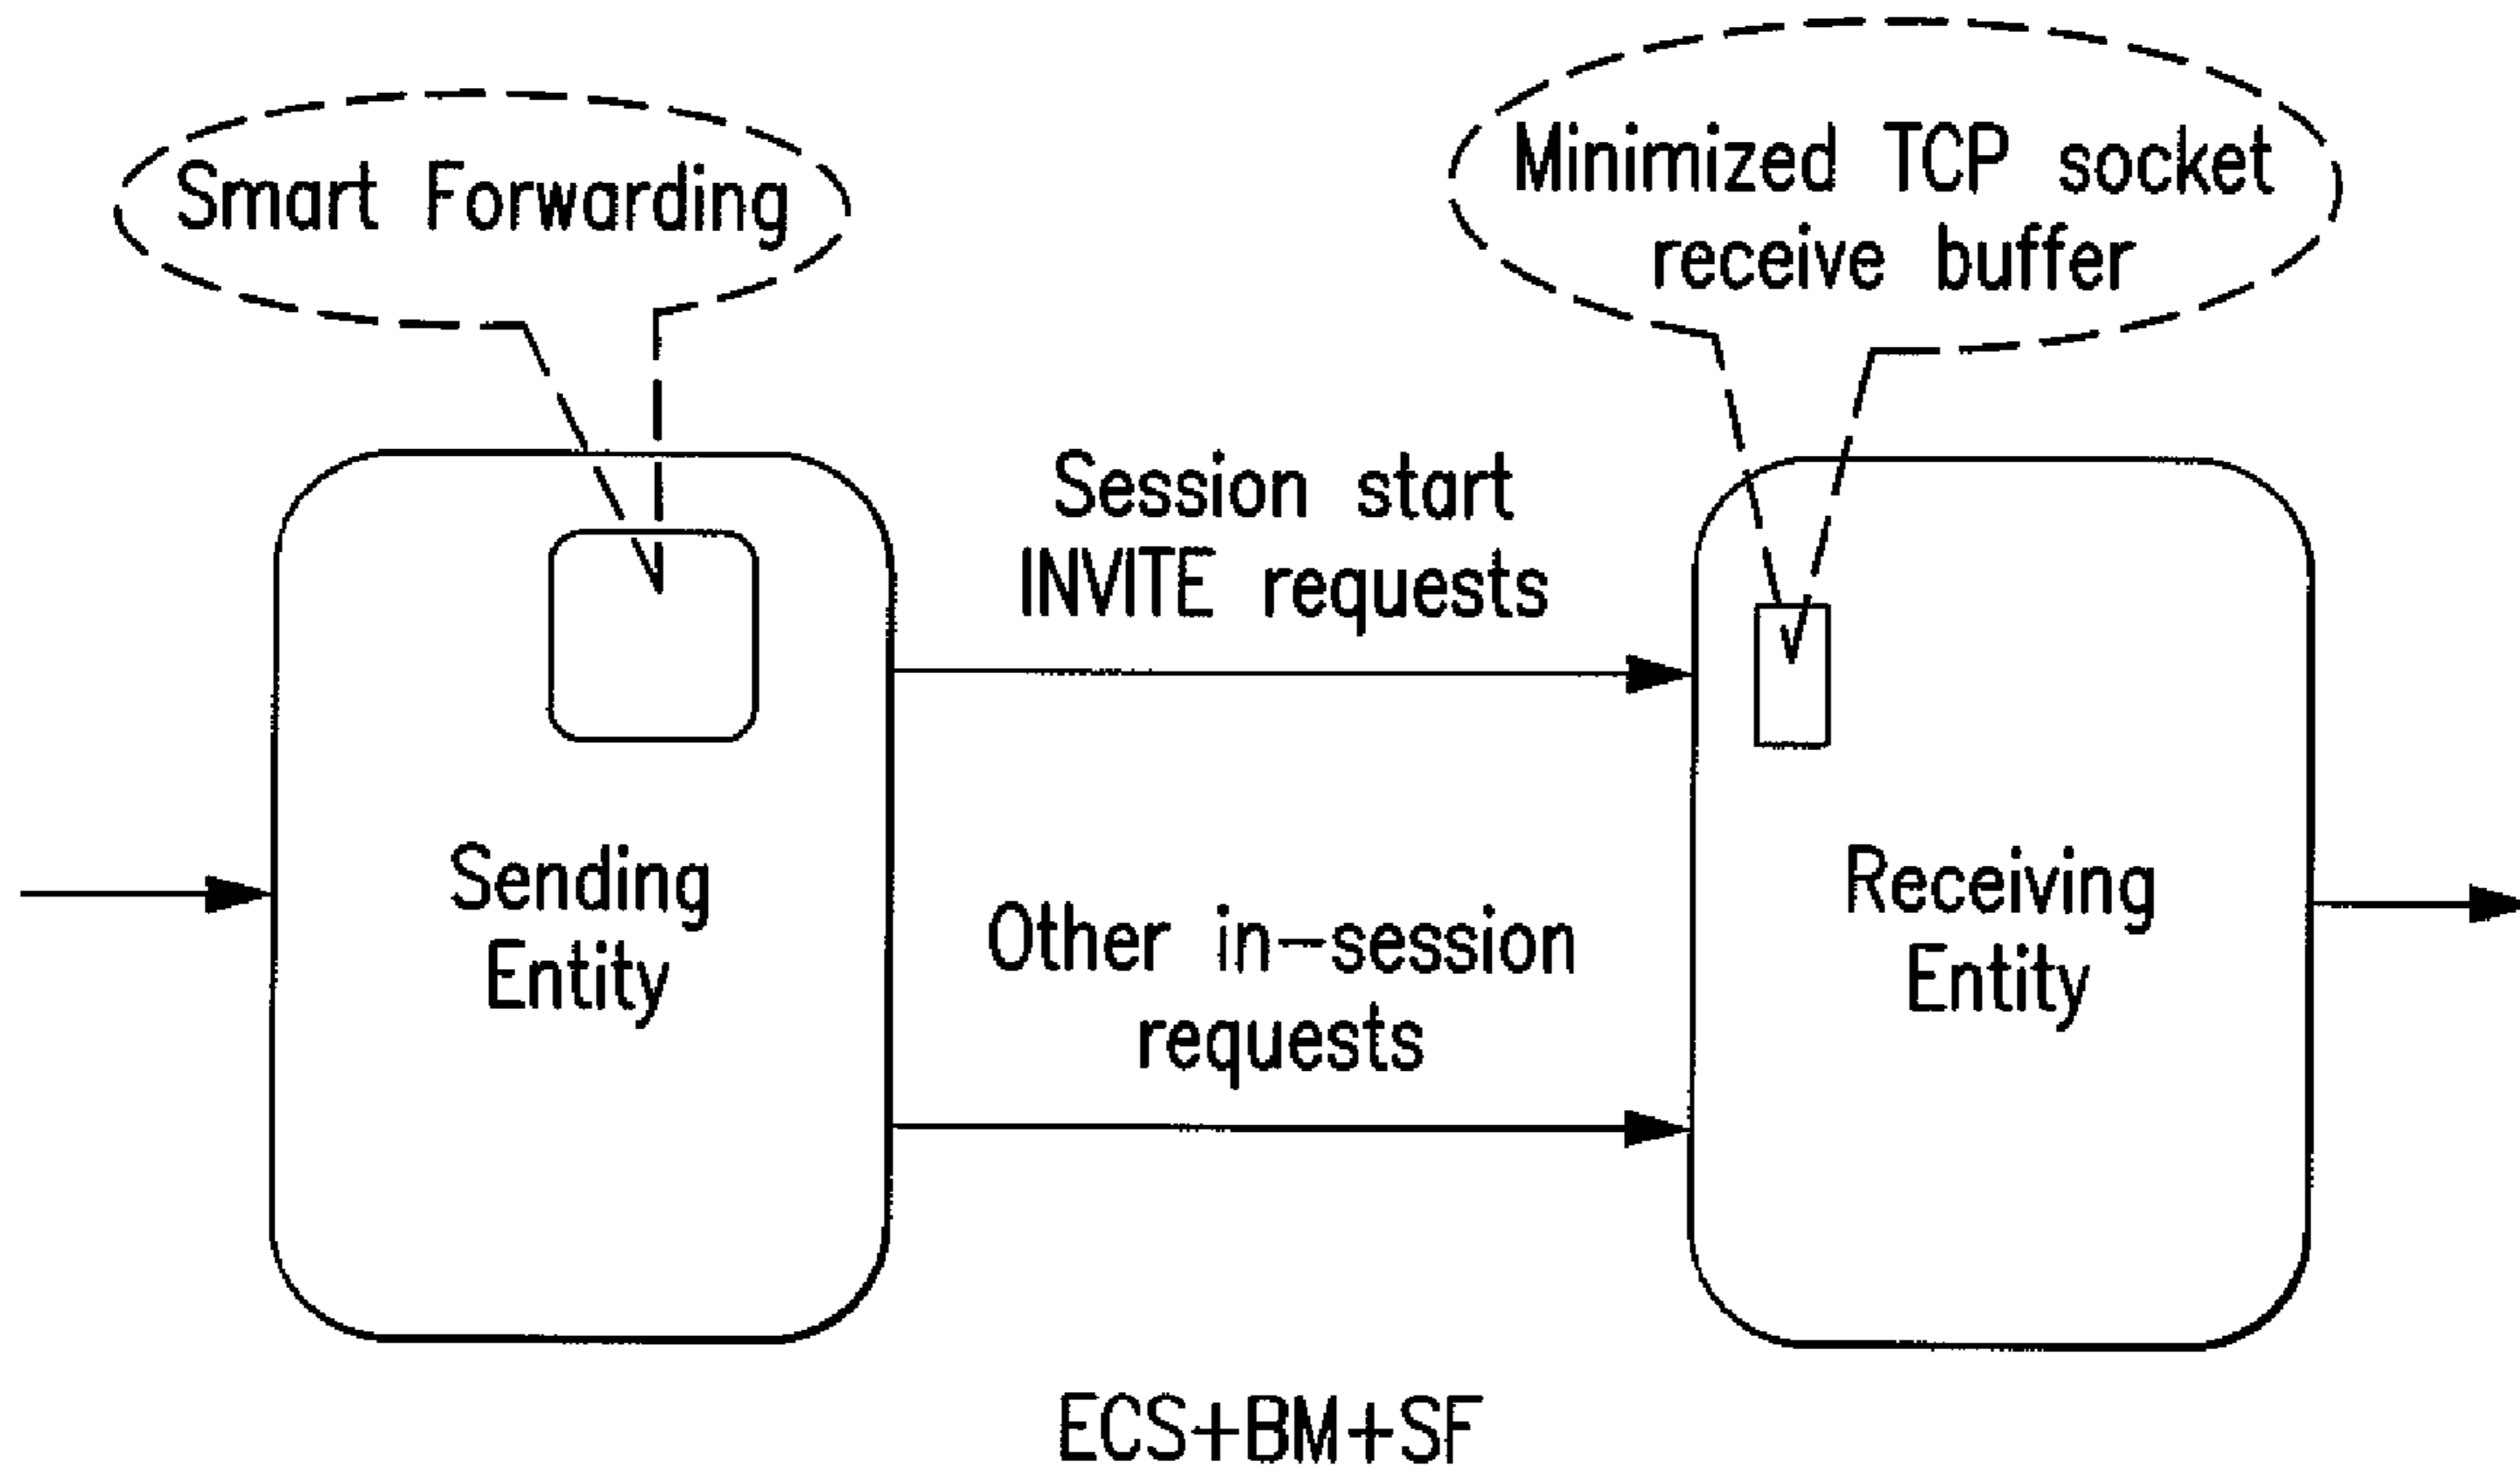 Smart Forwarding
Minimized TCP socket
receive buffer
Session start
INVITE requests
Sending
Entity
Other in-session
requests
Receiving
Entity
ECS+BM+SF